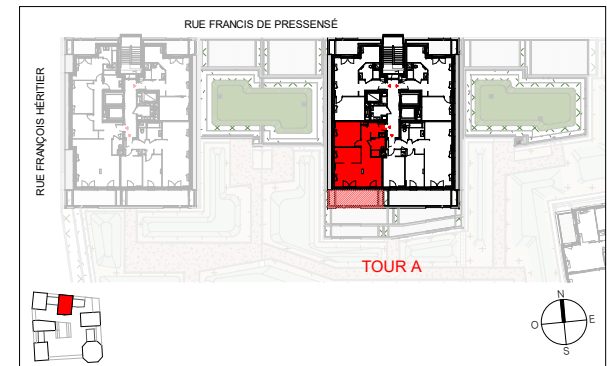 RUE FRANCIS DE PRESSENSÉ
RUE FRANÇOIS HÉRITIER
TOUR A
N
O E
S